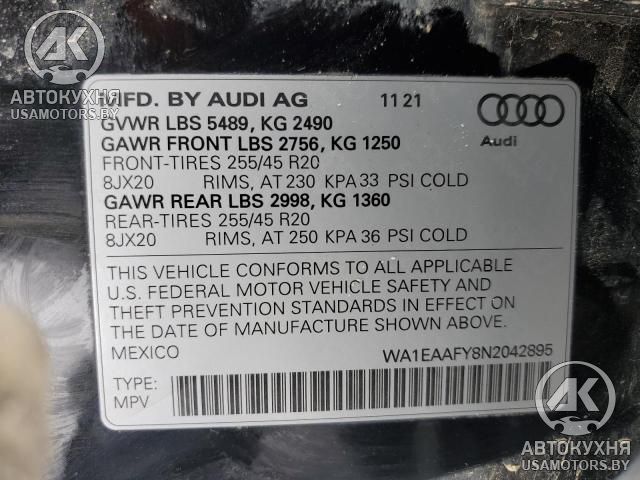 АВТОКУХНЯ
USAMOTORS.BY
MFD. BY AUDI AG 11 21
GVWR LBS 5489, KG 2490
GAWR FRONT LBS 2756, KG 1250
Audi
FRONT-TIRES 255/45 R20
8JX20 RIMS, AT 230 KPA 33 PSI COLD
GAWR REAR LBS 2998, KG 1360
REAR-TIRES 255/45 R20
8JX20 RIMS, AT 250 KPA 36 PSI COLD
THIS VEHICLE CONFORMS TO ALL APPLICABLE
U.S. FEDERAL MOTOR VEHICLE SAFETY AND
THEFT PREVENTION STANDARDS IN EFFECT ON
THE DATE OF MANUFACTURE SHOWN ABOVE.
MEXICO WA1EAAFY8N2042895
TYPE:
MPV
АВТОКУХНЯ
USAMOTORS.BY